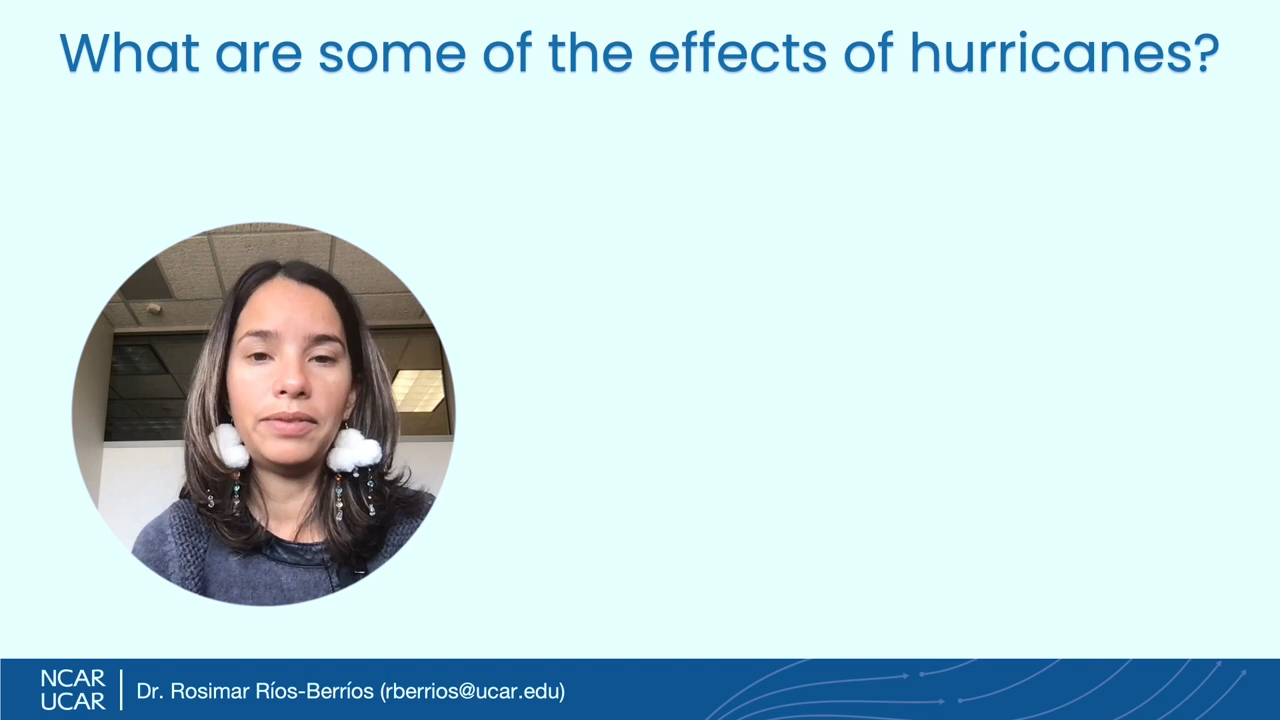 What are some of the effects of hurricanes?
NCAR
UCAR
Dr. Rosimar Ríos-Berríos (rberrios@ucar.edu)